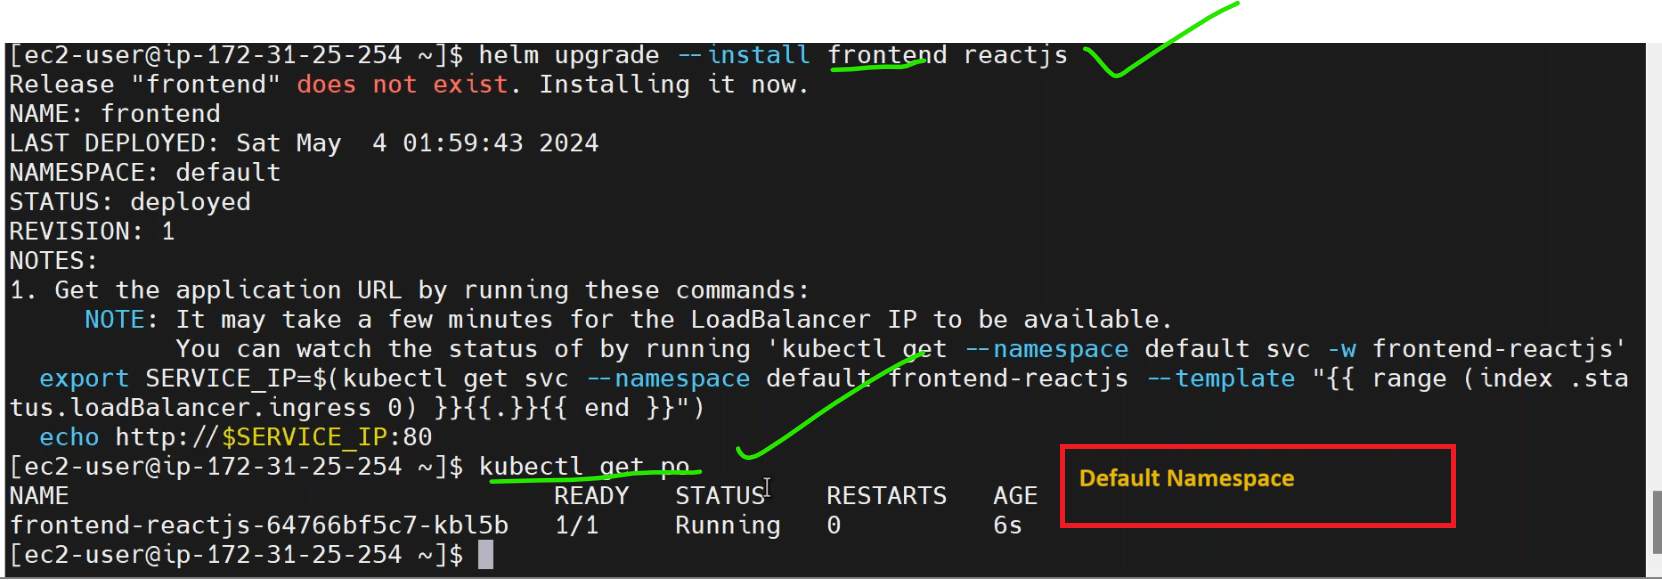 [ec2-user@ip-172-31-25-254 ~]$ helm upgrade --install frontend reactjs
Release "frontend" does not exist. Installing it now.
NAME: frontend
LAST DEPLOYED: Sat May  4 01:59:43 2024
NAMESPACE: default
STATUS: deployed
REVISION: 1
NOTES:
1. Get the application URL by running these commands:
     NOTE: It may take a few minutes for the LoadBalancer IP to be available.
           You can watch the status of by running 'kubectl get --namespace default svc -w frontend-reactjs'
  export SERVICE_IP=$(kubectl get svc --namespace default frontend-reactjs --template "{{ range (index .sta
tus.loadBalancer.ingress 0) }}{{.}}{{ end }}")
  echo http://$SERVICE_IP:80
[ec2-user@ip-172-31-25-254 ~]$ kubectl get po
Default Namespace
NAME                                READY   STATUS    RESTARTS   AGE
frontend-reactjs-64766bf5c7-kbl5b   1/1     Running   0          6s
[ec2-user@ip-172-31-25-254 ~]$